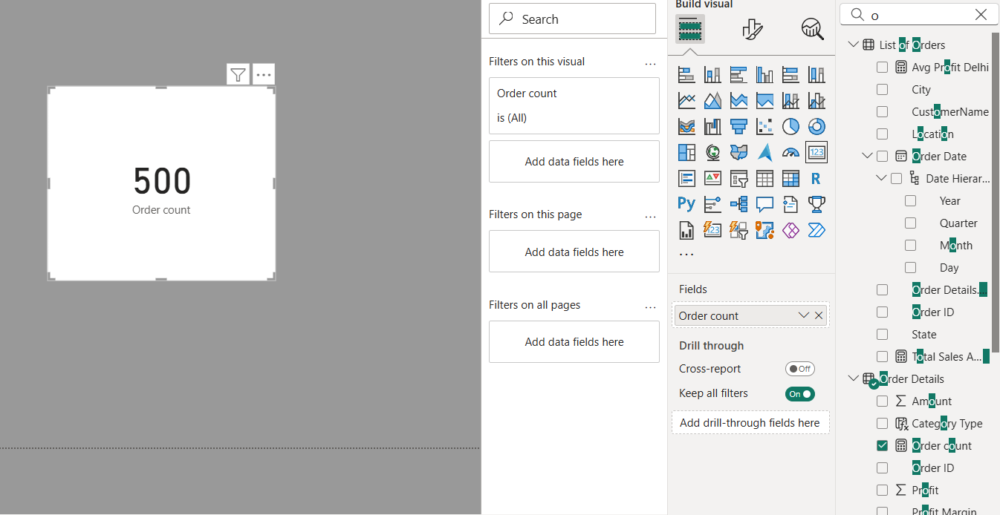 500
Order count
Search
Filters on this visual
...
Order count
is (All)
Add data fields here
Filters on this page
...
Add data fields here
Filters on all pages
...
Add data fields here
Build visual
123
R
Py
123
...
Fields
Order count
Drill through
Cross-report
Off
Keep all filters
On
Add drill-through fields here
o
List of Orders
Avg Profit Delhi
City
CustomerName
Location
Order Date
Date Hierar...
Year
Quarter
Month
Day
Order Details....
Order ID
State
Total Sales A...
Order Details
Amount
Category Type
Order count
Order ID
Profit
Profit Margin